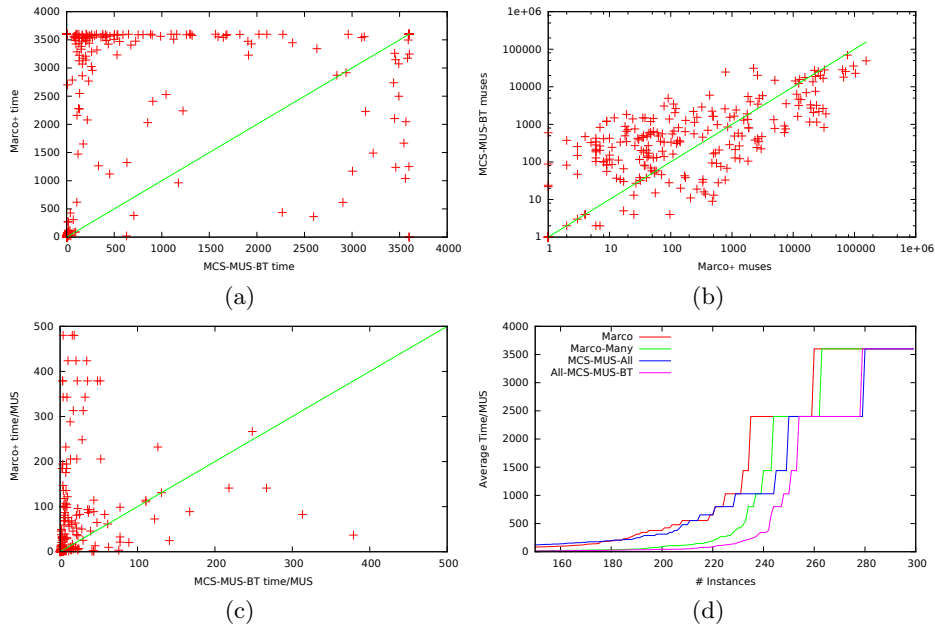 4000
3500
3000
2500
2000
1500
1000
500
0
Marco+ time
0 500 1000 1500 2000 2500 3000 3500 4000
MCS-MUS-BT time
(a)
1e+06
100000
10000
1000
100
10
1
MCS-MUS-BT muses
1 10 100 1000 10000 100000 1e+06
Marco+ muses
(b)
500
400
300
200
100
0
Marco+ time/MUS
0 100 200 300 400 500
MCS-MUS-BT time/MUS
(c)
4000
3500
3000
2500
2000
1500
1000
500
0
Average Time/MUS
Marco
Marco-Many
MCS-MUS-All
All-MCS-MUS-BT
160 180 200 220 240 260 280 300
# Instances
(d)